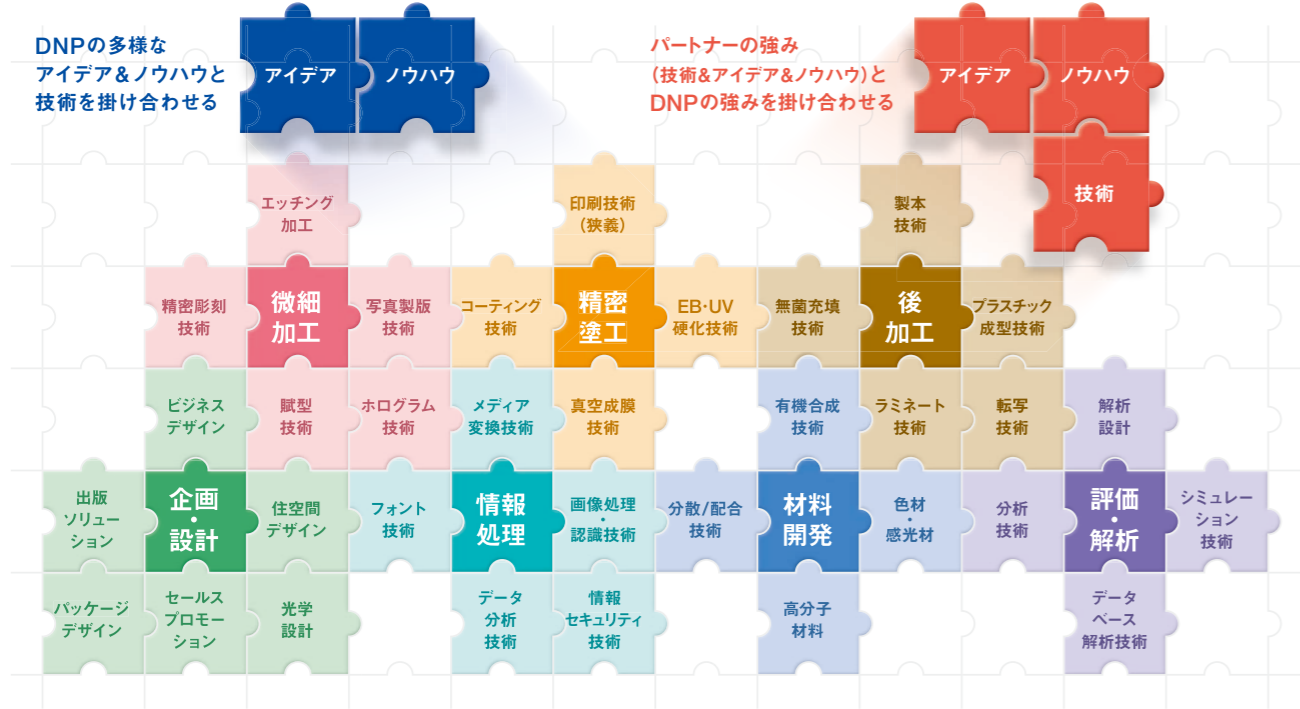 DNPの多様な
アイデア&ノウハウと
技術を掛け合わせる
アイデア
ノウハウ
パートナーの強み
(技術&アイデア&ノウハウ)と
DNPの強みを掛け合わせる
アイデア
ノウハウ
技術
エッチング
加工
印刷技術
(狭義)
製本
技術
精密彫刻
技術
微細
加工
写真製版
技術
コーティング
技術
精密
塗工
EB・UV
硬化技術
無菌充填
技術
後
加工
プラスチック
成型技術
ビジネス
デザイン
賦型
技術
ホログラム
技術
メディア
変換技術
真空成膜
技術
有機合成
技術
ラミネート
技術
転写
技術
解析
設計
出版
ソリュー
ション
企画
・
設計
住空間
デザイン
フォント
技術
情報
処理
画像処理
・
認識技術
分散/配合
技術
材料
開発
色材
・
感光材
分析
技術
評価
・
解析
シミュレー
ション
技術
パッケージ
デザイン
セールス
プロモー
ション
光学
設計
データ
分析
技術
情報
セキュリティ
技術
高分子
材料
データ
ベース
解析技術